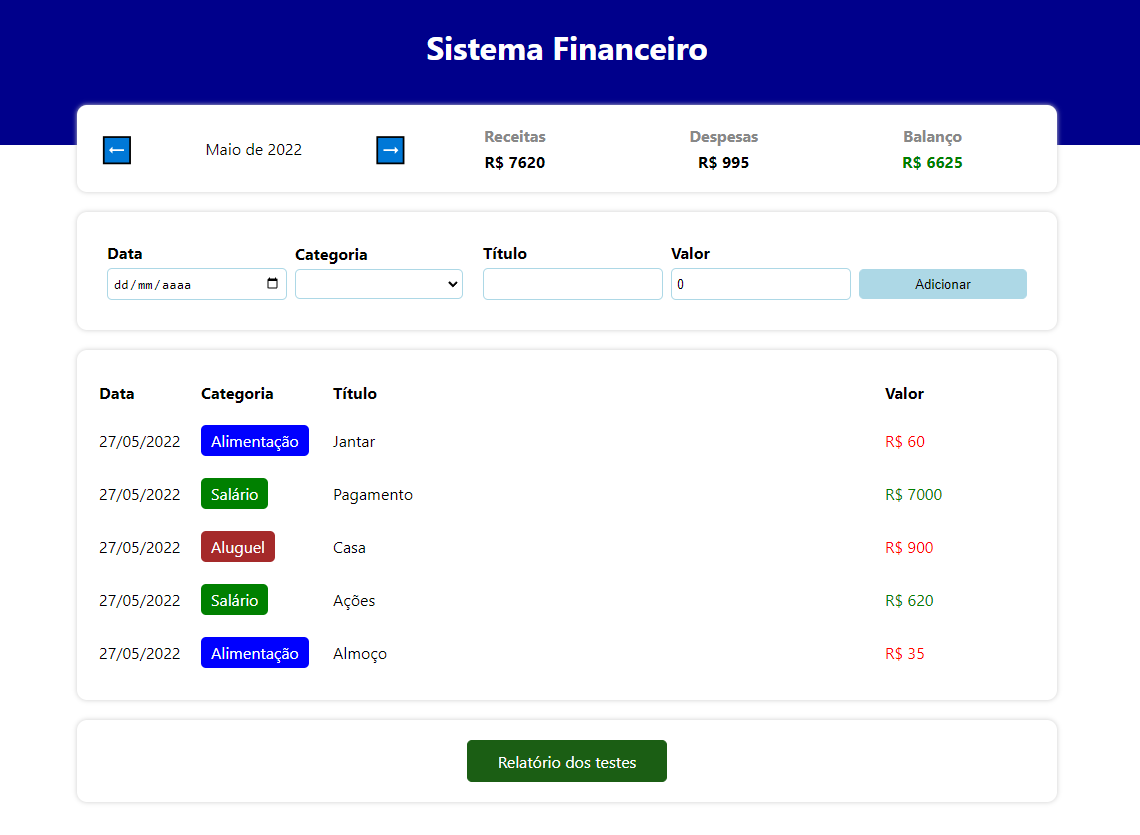 Sistema Financeiro
← Maio de 2022 → Receitas Despesas Balanço
R$ 7620 R$ 995 R$ 6625
Data Categoria Título Valor
dd/mm/aaaa 0 Adicionar
Data Categoria Título Valor
27/05/2022 Alimentação Jantar R$ 60
27/05/2022 Salário Pagamento R$ 7000
27/05/2022 Aluguel Casa R$ 900
27/05/2022 Salário Ações R$ 620
27/05/2022 Alimentação Almoço R$ 35
Relatório dos testes